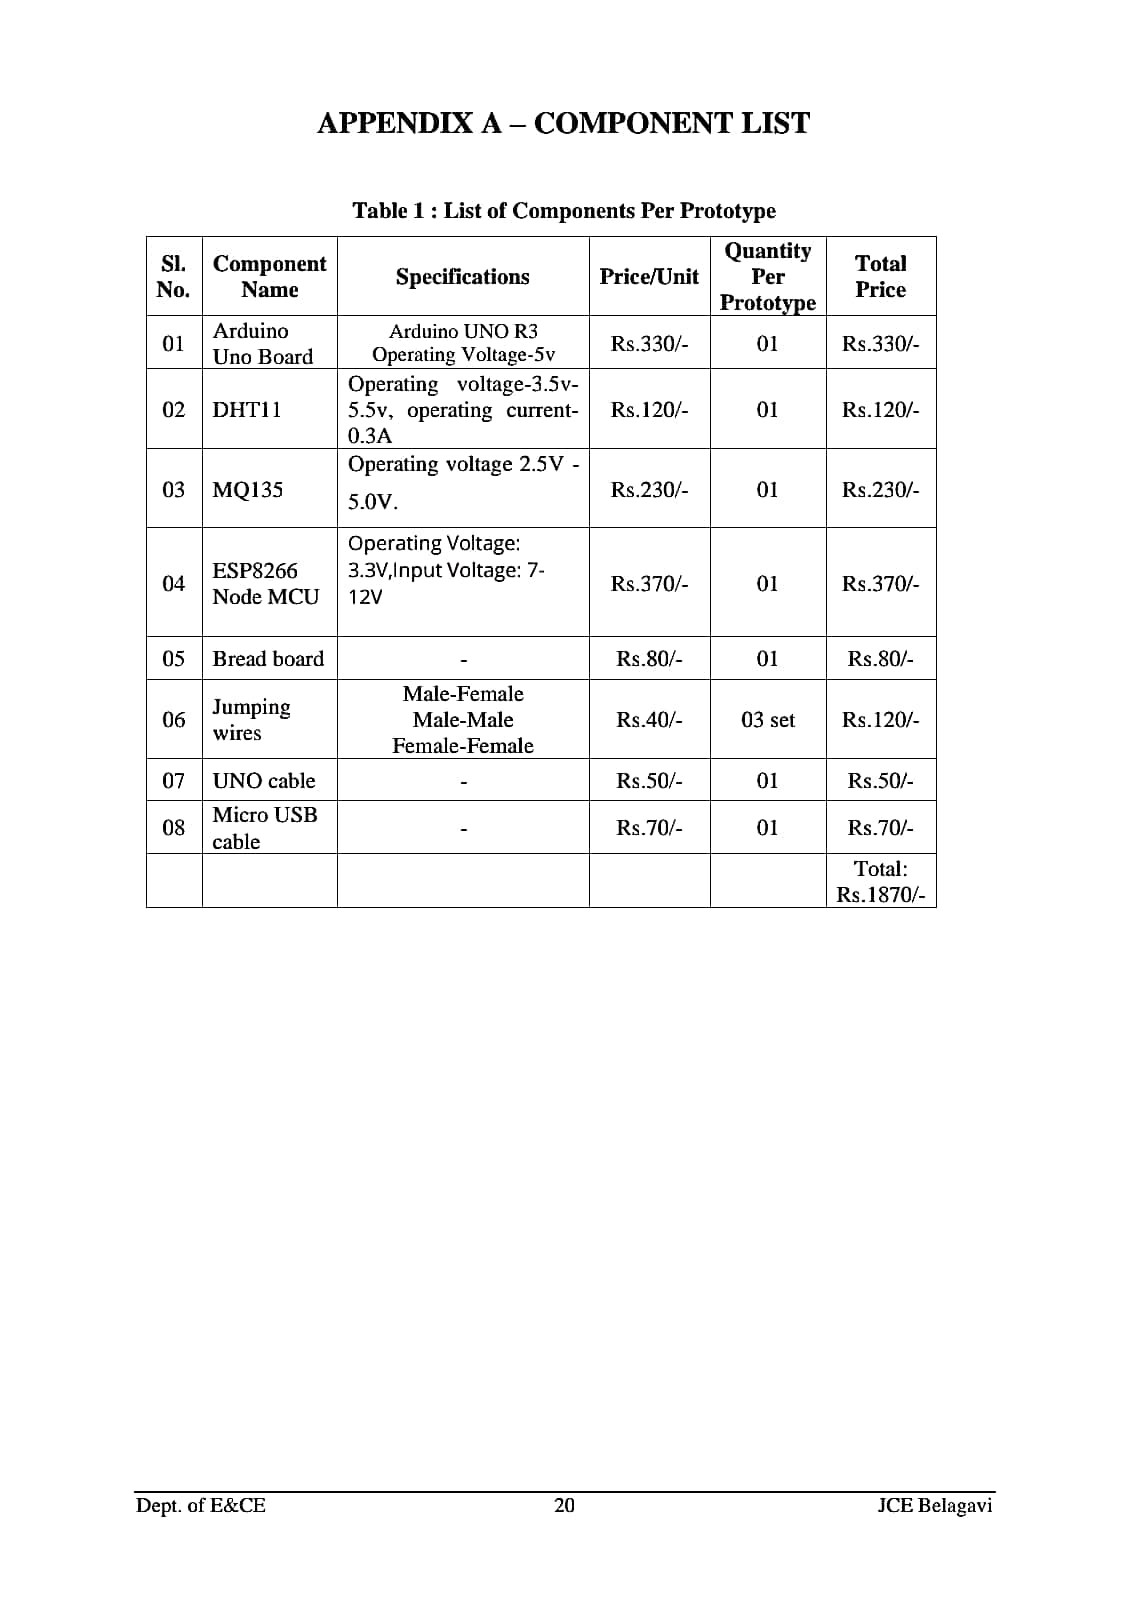 APPENDIX A – COMPONENT LIST
Table 1 : List of Components Per Prototype
Sl. No. Component Name Specifications Price/Unit Quantity Per Prototype Total Price
01 Arduino Uno Board Arduino UNO R3 Operating Voltage-5v Rs.330/- 01 Rs.330/-
02 DHT11 Operating voltage-3.5v-5.5v, operating current-0.3A Rs.120/- 01 Rs.120/-
03 MQ135 Operating voltage 2.5V - 5.0V. Rs.230/- 01 Rs.230/-
04 ESP8266 Node MCU Operating Voltage: 3.3V,Input Voltage: 7-12V Rs.370/- 01 Rs.370/-
05 Bread board - Rs.80/- 01 Rs.80/-
06 Jumping wires Male-Female Male-Male Female-Female Rs.40/- 03 set Rs.120/-
07 UNO cable - Rs.50/- 01 Rs.50/-
08 Micro USB cable - Rs.70/- 01 Rs.70/-
Total: Rs.1870/-
Dept. of E&CE 20 JCE Belagavi